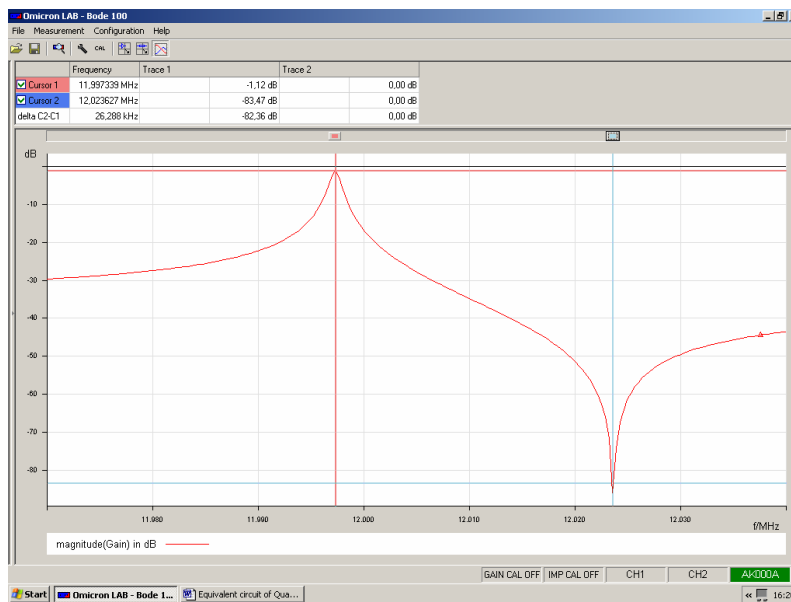 Omicron LAB - Bode 100
File Measurement Configuration Help
CAL
Frequency Trace 1 Trace 2
Cursor 1 11,997339 MHz -1,12 dB 0,00 dB
Cursor 2 12,023627 MHz -83,47 dB 0,00 dB
delta C2-C1 26,288 kHz -82,36 dB 0,00 dB
dB
-10
-20
-30
-40
-50
-60
-70
-80
11.980 11.990 12.000 12.010 12.020 12.030
f/MHz
magnitude(Gain) in dB
GAIN CAL OFF IMP CAL OFF CH1 CH2 AK000A
Start Omicron LAB - Bode 1... Equivalent circuit of Qua... «